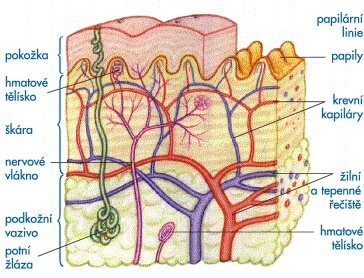 pokožka
hmatové
tělísko
škára
nervové
vlákno
podkožní
vazivo
potní
žláza
papilární
linie
papily
krevní
kapiláry
žilní
a tepenné
řečiště
hmatové
tělísko